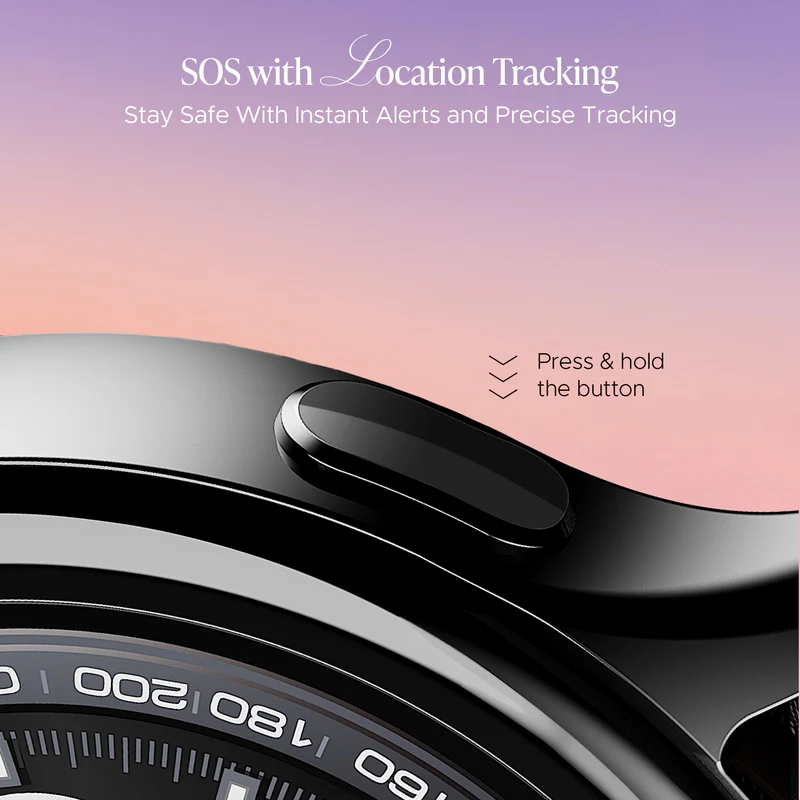 SOS with Location Tracking
Stay Safe With Instant Alerts and Precise Tracking
Press & hold
the button
200 | 180 | 160